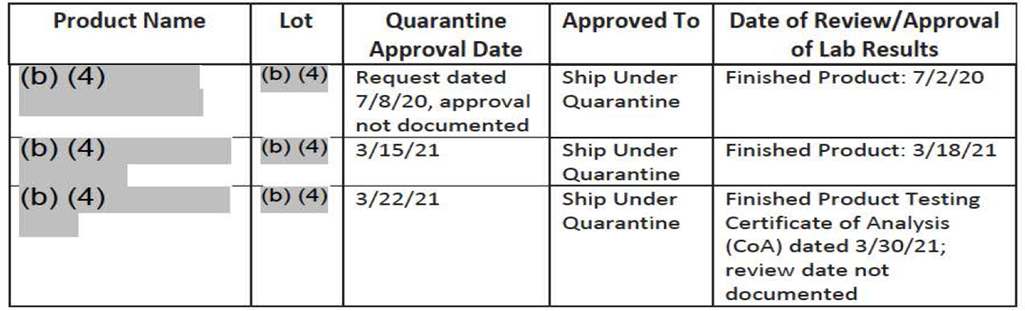 Product Name Lot Quarantine Approved To Date of Review/Approval
Approval Date of Lab Results
(b) (4) (b) (4) Request dated Ship Under Finished Product: 7/2/20
7/8/20, approval Quarantine
not documented
(b) (4) (b) (4) 3/15/21 Ship Under Finished Product: 3/18/21
Quarantine
(b) (4) (b) (4) 3/22/21 Ship Under Finished Product Testing
Quarantine Certificate of Analysis
(CoA) dated 3/30/21;
review date not
documented